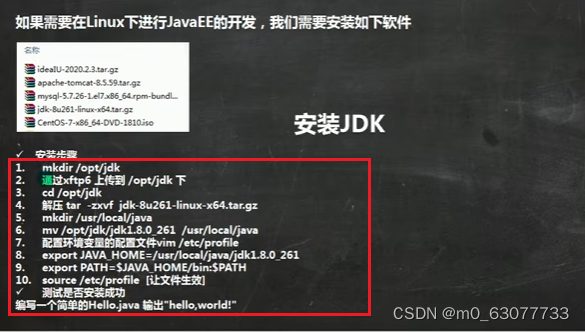 如果需要在Linux下进行JavaEE的开发，我们需要安装如下软件
名称
ideaIU-2020.2.3.tar.gz
apache-tomcat-8.5.59.tar.gz
mysql-5.7.26-1.el7.x86_64.rpm-bundl...
jdk-8u261-linux-x64.tar.gz
CentOS-7-x86_64-DVD-1810.iso
安装JDK
✓ 安装步骤
1. mkdir /opt/jdk
2. 通过xftp6 上传到 /opt/jdk 下
3. cd /opt/jdk
4. 解压 tar -zxvf jdk-8u261-linux-x64.tar.gz
5. mkdir /usr/local/java
6. mv /opt/jdk/jdk1.8.0_261 /usr/local/java
7. 配置环境变量的配置文件vim /etc/profile
8. export JAVA_HOME=/usr/local/java/jdk1.8.0_261
9. export PATH=$JAVA_HOME/bin:$PATH
10. source /etc/profile [让文件生效]
✓ 测试是否安装成功
编写一个简单的Hello.java 输出"hello,world!"
CSDN @m0_63077733